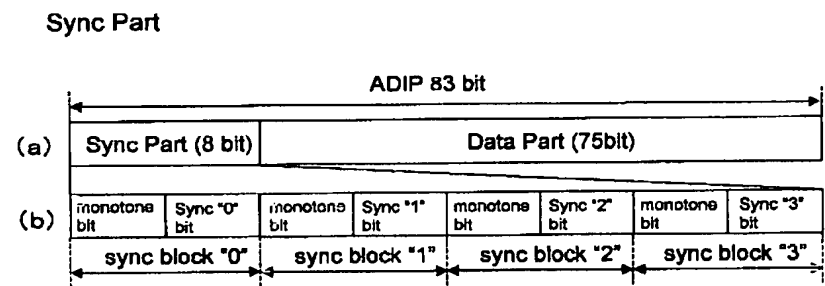 Sync Part
ADIP 83 bit
(a) Sync Part (8 bit) Data Part (75bit)
(b) monotone bit Sync "0" bit monotone bit Sync "1" bit monotone bit Sync "2" bit monotone bit Sync "3" bit
sync block "0" sync block "1" sync block "2" sync block "3"